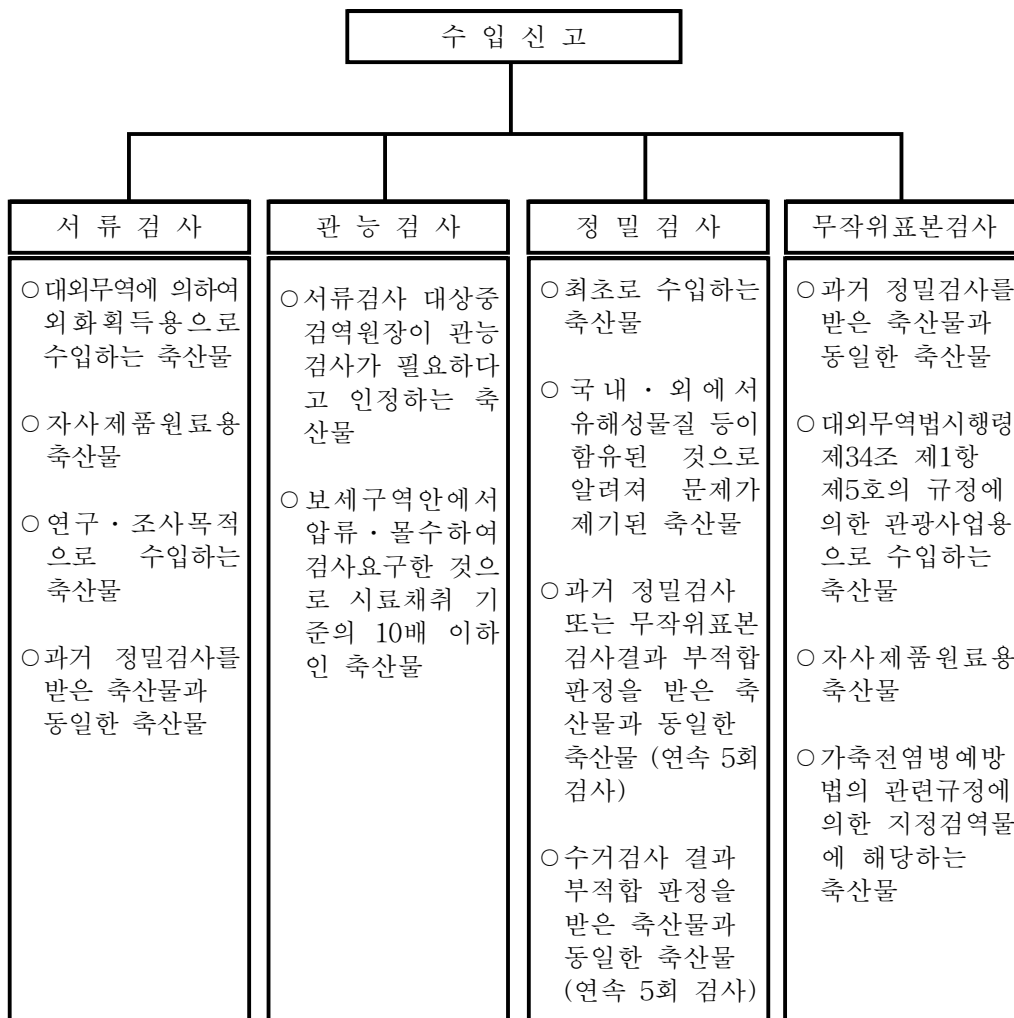 수 입 신 고
서 류 검 사
○대외무역에 의하여
외화획득용으로
수입하는 축산물
○자사제품원료용
축산물
○연구·조사목적
으로 수입하는
축산물
○과거 정밀검사를
받은 축산물과
동일한 축산물
관 능 검 사
○서류검사 대상중
검역원장이 관능
검사가 필요하다
고 인정하는 축
산물
○보세구역안에서
압류·몰수하여
검사요구한 것으
로 시료채취 기
준의 10배 이하
인 축산물
정 밀 검 사
○최초로 수입하는
축산물
○국내·외에서
유해성물질 등이
함유된 것으로
알려져 문제가
제기된 축산물
○과거 정밀검사
또는 무작위표본
검사결과 부적합
판정을 받은 축
산물과 동일한
축산물 (연속 5회
검사)
○수거검사 결과
부적합 판정을
받은 축산물과
동일한 축산물
(연속 5회 검사)
무작위표본검사
○과거 정밀검사를
받은 축산물과
동일한 축산물
○대외무역법시행령
제34조 제1항
제5호의 규정에
의한 관광사업용
으로 수입하는
축산물
○자사제품원료용
축산물
○가축전염병예방
법의 관련규정에
의한 지정검역물
에 해당하는
축산물